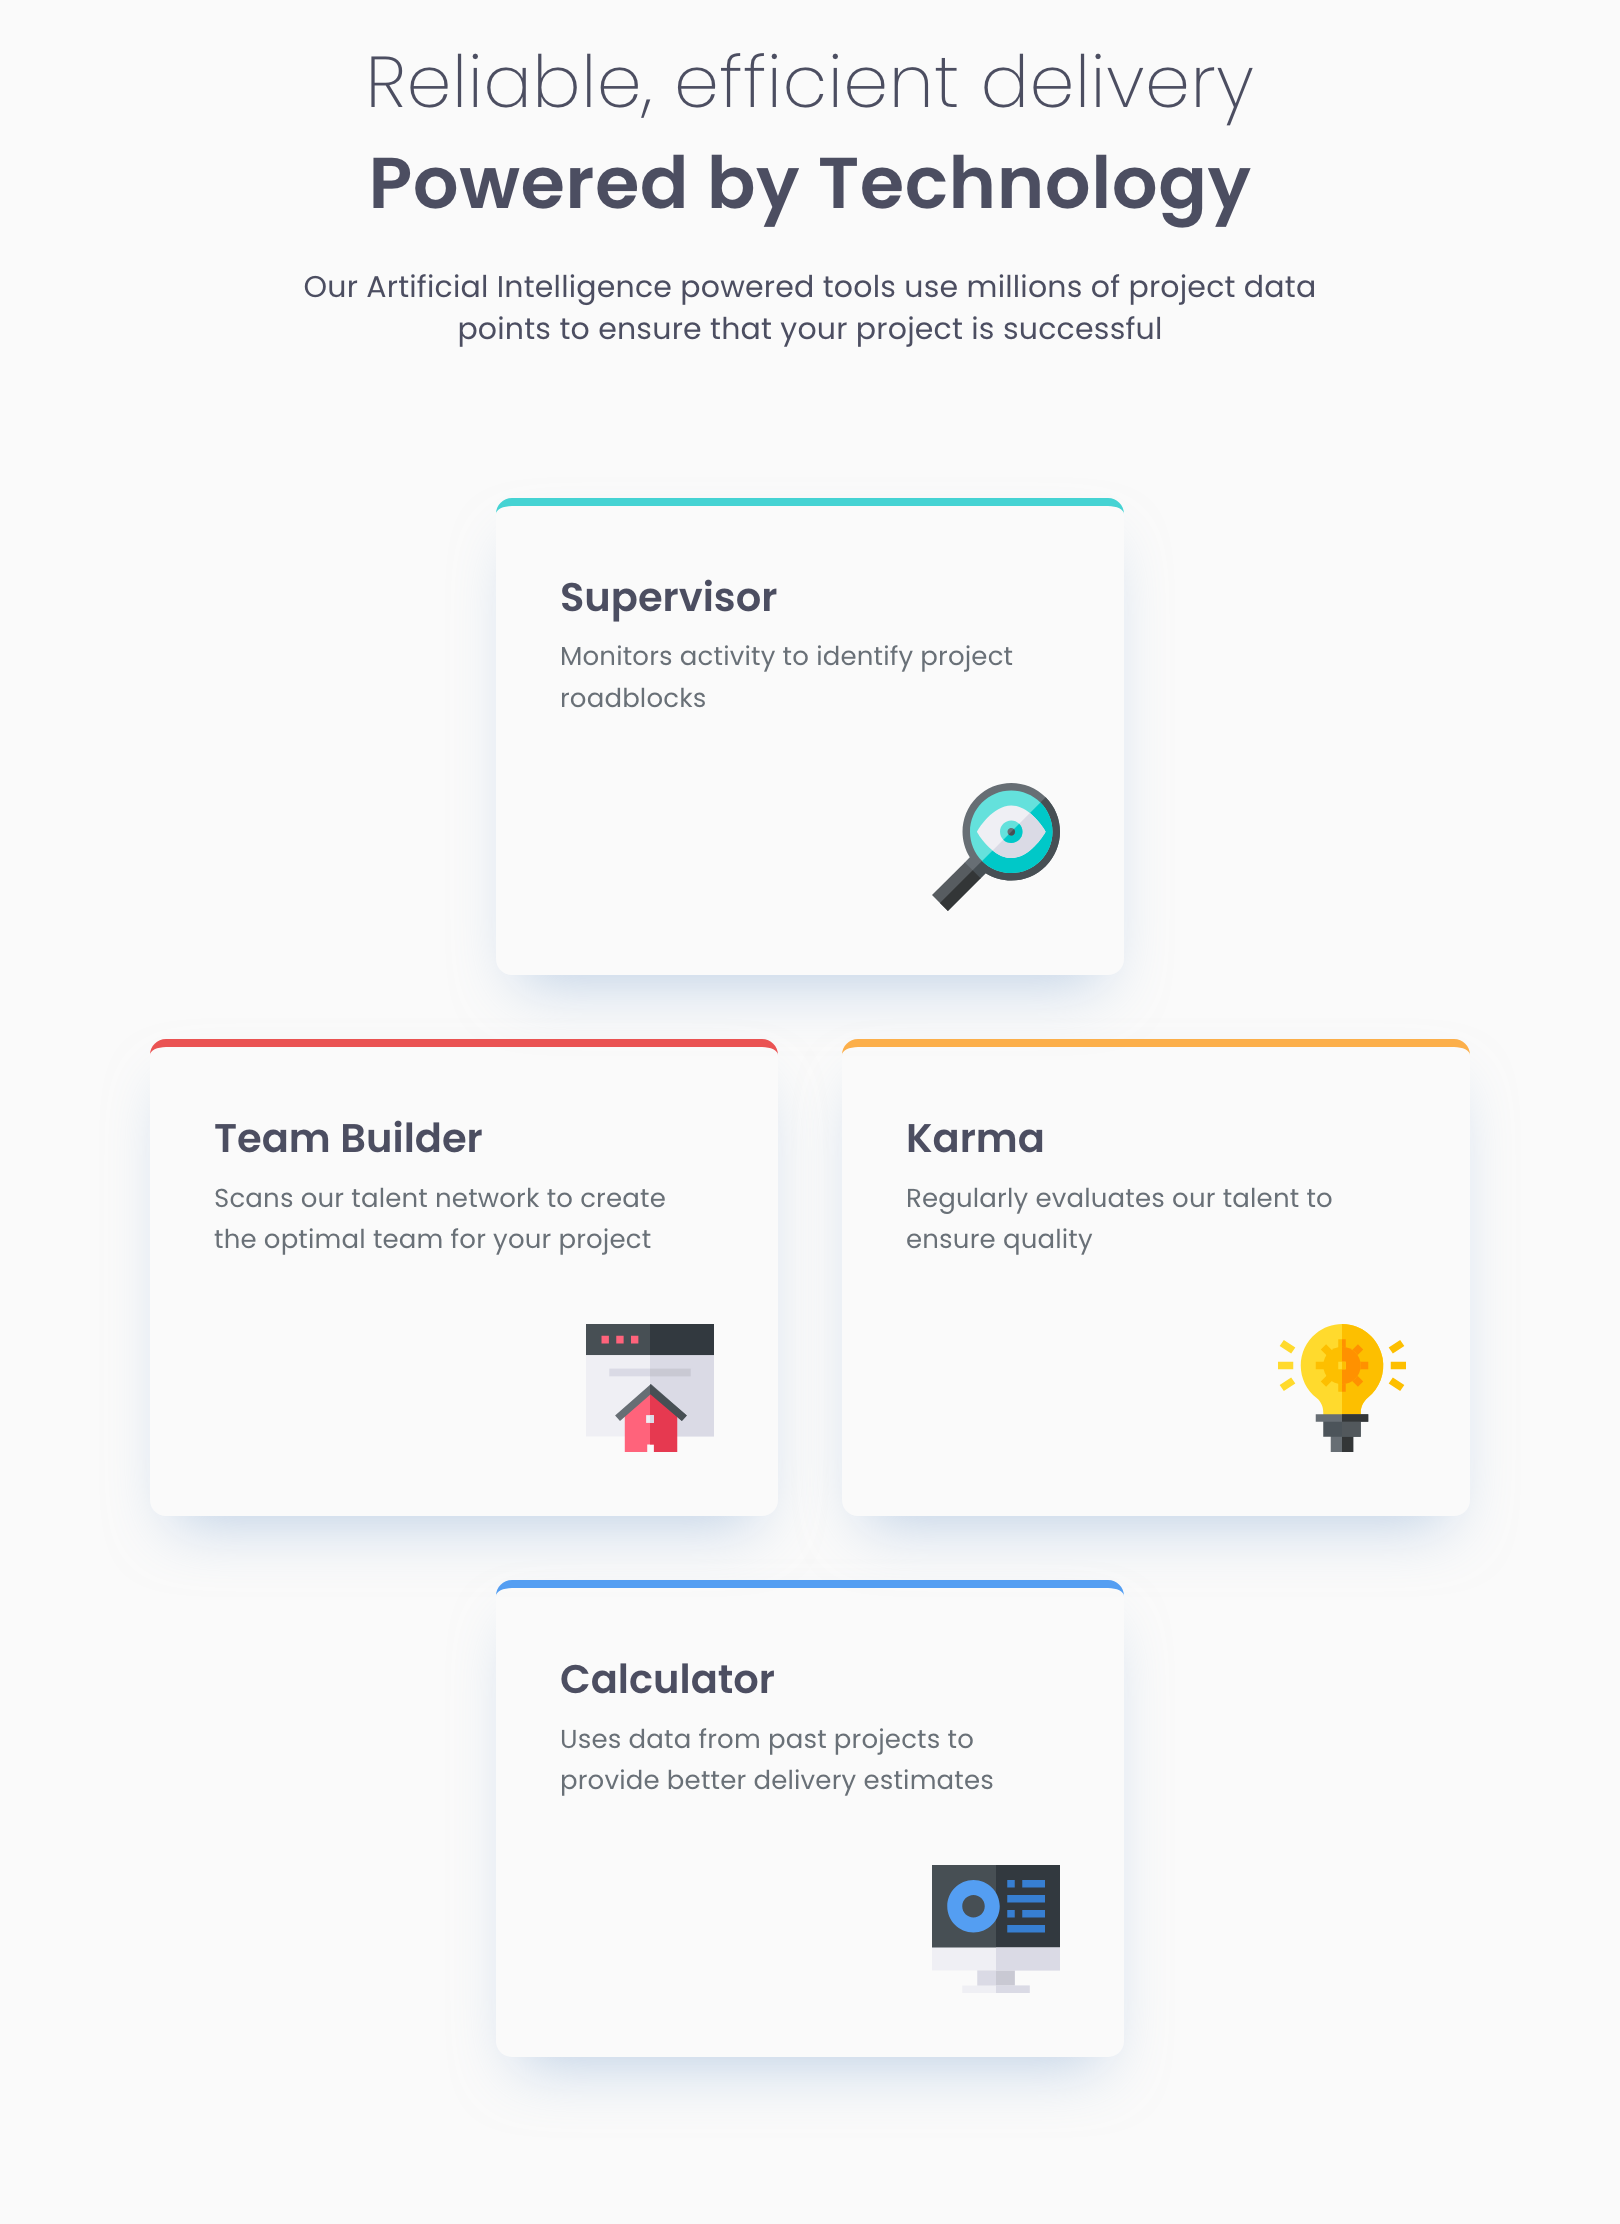 Reliable, efficient delivery
Powered by Technology
Our Artificial Intelligence powered tools use millions of project data
points to ensure that your project is successful
Supervisor
Monitors activity to identify project
roadblocks
Team Builder
Scans our talent network to create
the optimal team for your project
Karma
Regularly evaluates our talent to
ensure quality
Calculator
Uses data from past projects to
provide better delivery estimates